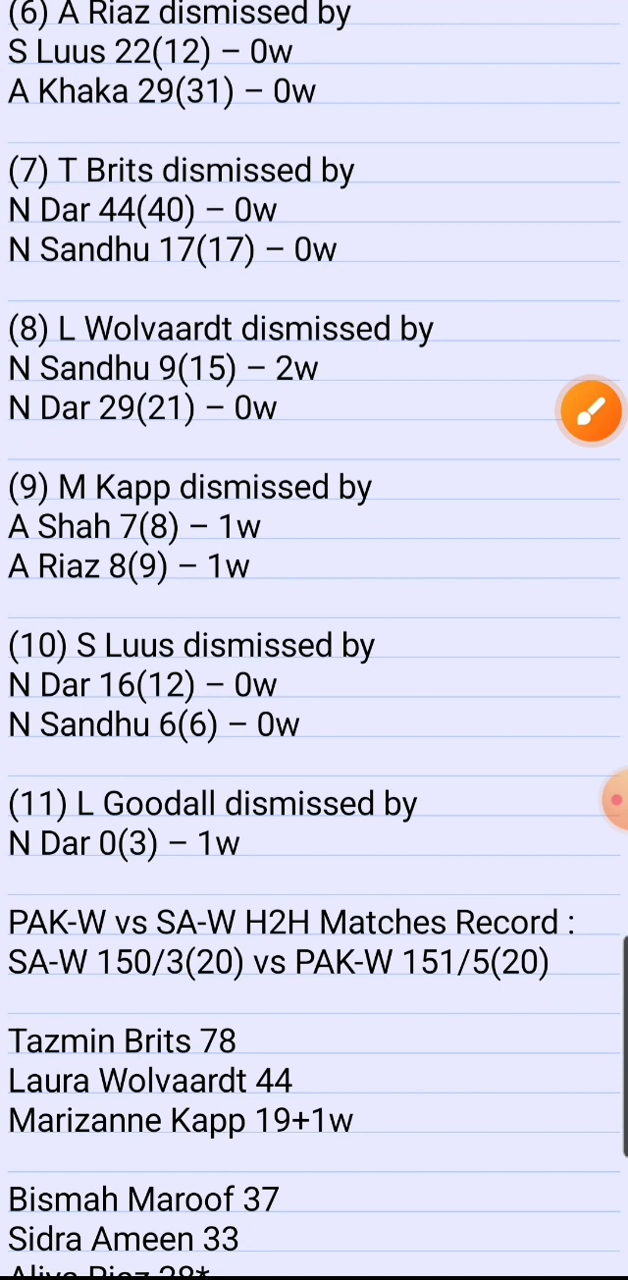 (6) A Riaz dismissed by
S Luus 22(12) – 0w
A Khaka 29(31) – 0w
(7) T Brits dismissed by
N Dar 44(40) – 0w
N Sandhu 17(17) – 0w
(8) L Wolvaardt dismissed by
N Sandhu 9(15) – 2w
N Dar 29(21) – 0w
(9) M Kapp dismissed by
A Shah 7(8) – 1w
A Riaz 8(9) – 1w
(10) S Luus dismissed by
N Dar 16(12) – 0w
N Sandhu 6(6) – 0w
(11) L Goodall dismissed by
N Dar 0(3) – 1w
PAK-W vs SA-W H2H Matches Record :
SA-W 150/3(20) vs PAK-W 151/5(20)
Tazmin Brits 78
Laura Wolvaardt 44
Marizanne Kapp 19+1w
Bismah Maroof 37
Sidra Ameen 33